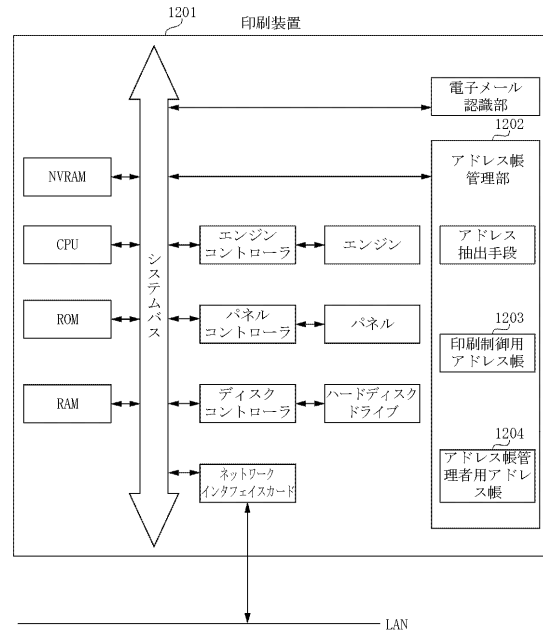 1201
印刷装置
電子メール
認識部
1202
アドレス帳
管理部
NVRAM
CPU
エンジン
コントローラ
エンジン
アドレス
抽出手段
システムバス
ROM
パネル
コントローラ
パネル
1203
印刷制御用
アドレス帳
RAM
ディスク
コントローラ
ハードディスク
ドライブ
1204
アドレス帳管
理者用アドレ
ス帳
ネットワーク
インタフェイスカード
LAN